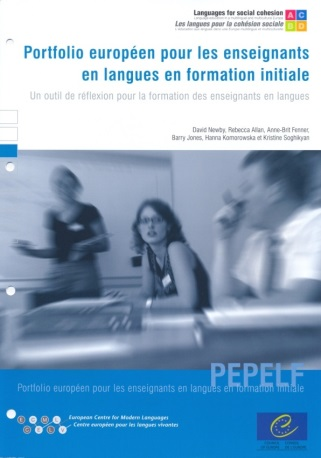 Languages for social cohesion
Les langues pour la cohésion sociale
A C
B D
Portfolio européen pour les enseignants
en langues en formation initiale
Un outil de réflexion pour la formation des enseignants en langues
David Newby, Rebecca Allan, Anne-Brit Fenner,
Barry Jones, Hanna Komorowska et Kristine Soghikyan
PEPELF
Portfolio européen pour les enseignants en langues en formation initiale
E C M L
C E L V
European Centre for Modern Languages
Centre européen pour les langues vivantes